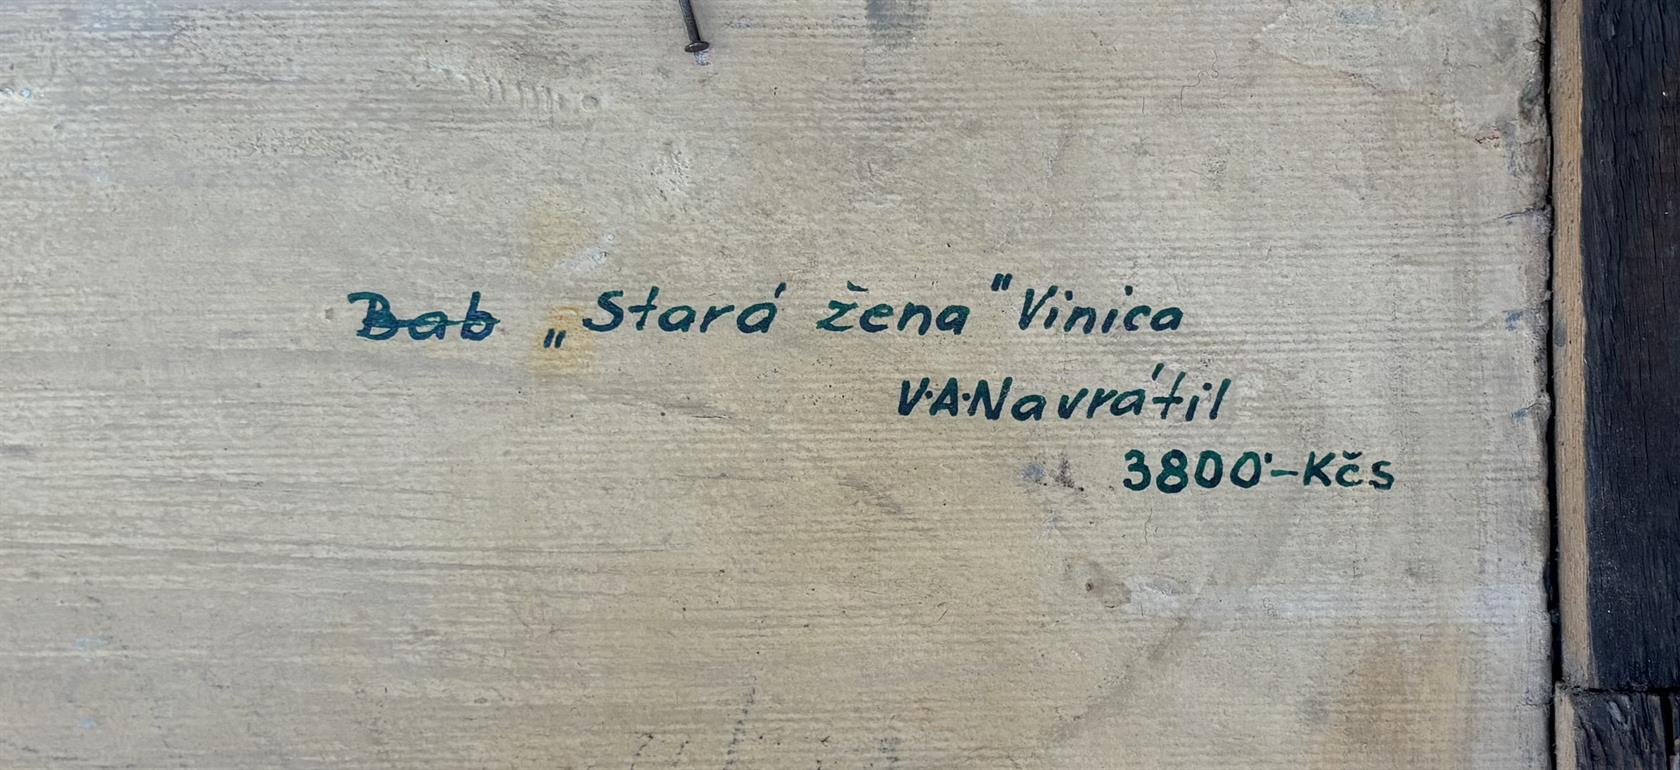 Bab „Stará žena" Vinica
V.A.Navrátil
3800.-Kčs